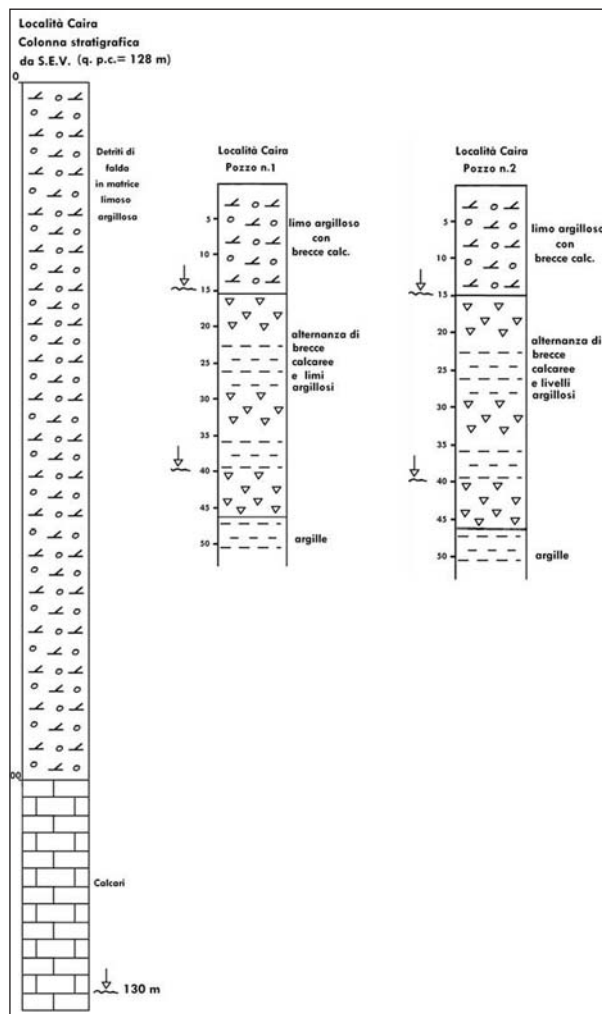 Località Caira
Colonna stratigrafica
da S.E.V. (q. p.c.= 128 m)
0
Detriti di
falda
in matrice
limoso
argillosa
00
Calcari
130 m
Località Caira
Pozzo n.1
5
10
15
20
25
30
35
40
45
50
limo argilloso
con
brecce calc.
alternanza di
brecce
calcaree
e limi
argillosi
argille
Località Caira
Pozzo n.2
5
10
15
20
25
30
35
40
45
50
limo argilloso
con
brecce calc.
alternanza di
brecce
calcaree
e livelli
argillosi
argille